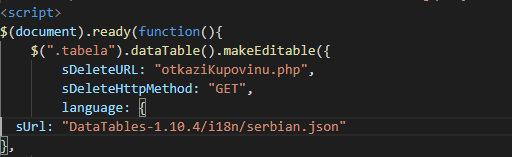 <script>
$(document).ready(function(){
$(".tabela").dataTable().makeEditable({
sDeleteURL: "otkaziKupovinu.php",
sDeleteHttpMethod: "GET",
language: {
sUrl: "DataTables-1.10.4/i18n/serbian.json"
},